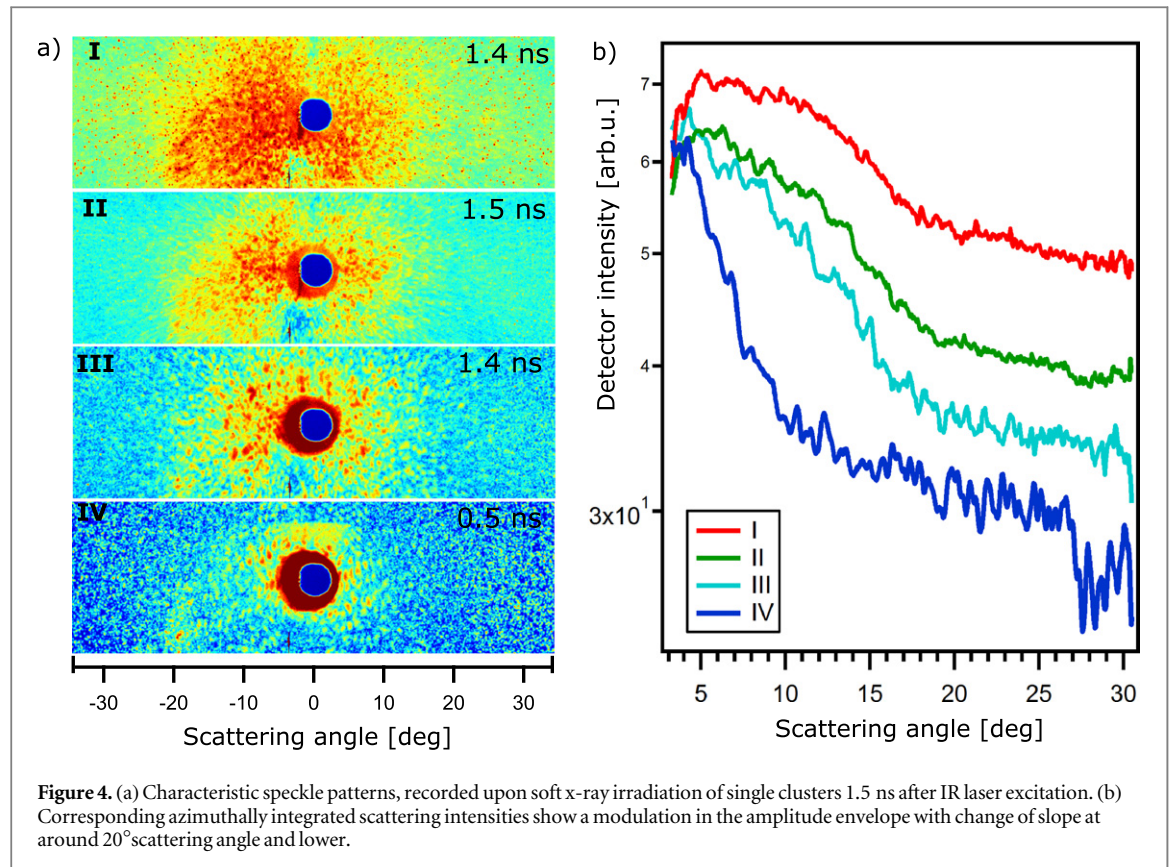 a)
I
1.4 ns
II
1.5 ns
III
1.4 ns
IV
0.5 ns
-30 -20 -10 0 10 20 30
Scattering angle [deg]
b)
Detector intensity [arb.u.]
7
6
5
4
3x10¹
I
II
III
IV
5 10 15 20 25 30
Scattering angle [deg]
Figure 4. (a) Characteristic speckle patterns, recorded upon soft x-ray irradiation of single clusters 1.5 ns after IR laser excitation. (b)
Corresponding azimuthally integrated scattering intensities show a modulation in the amplitude envelope with change of slope at
around 20°scattering angle and lower.